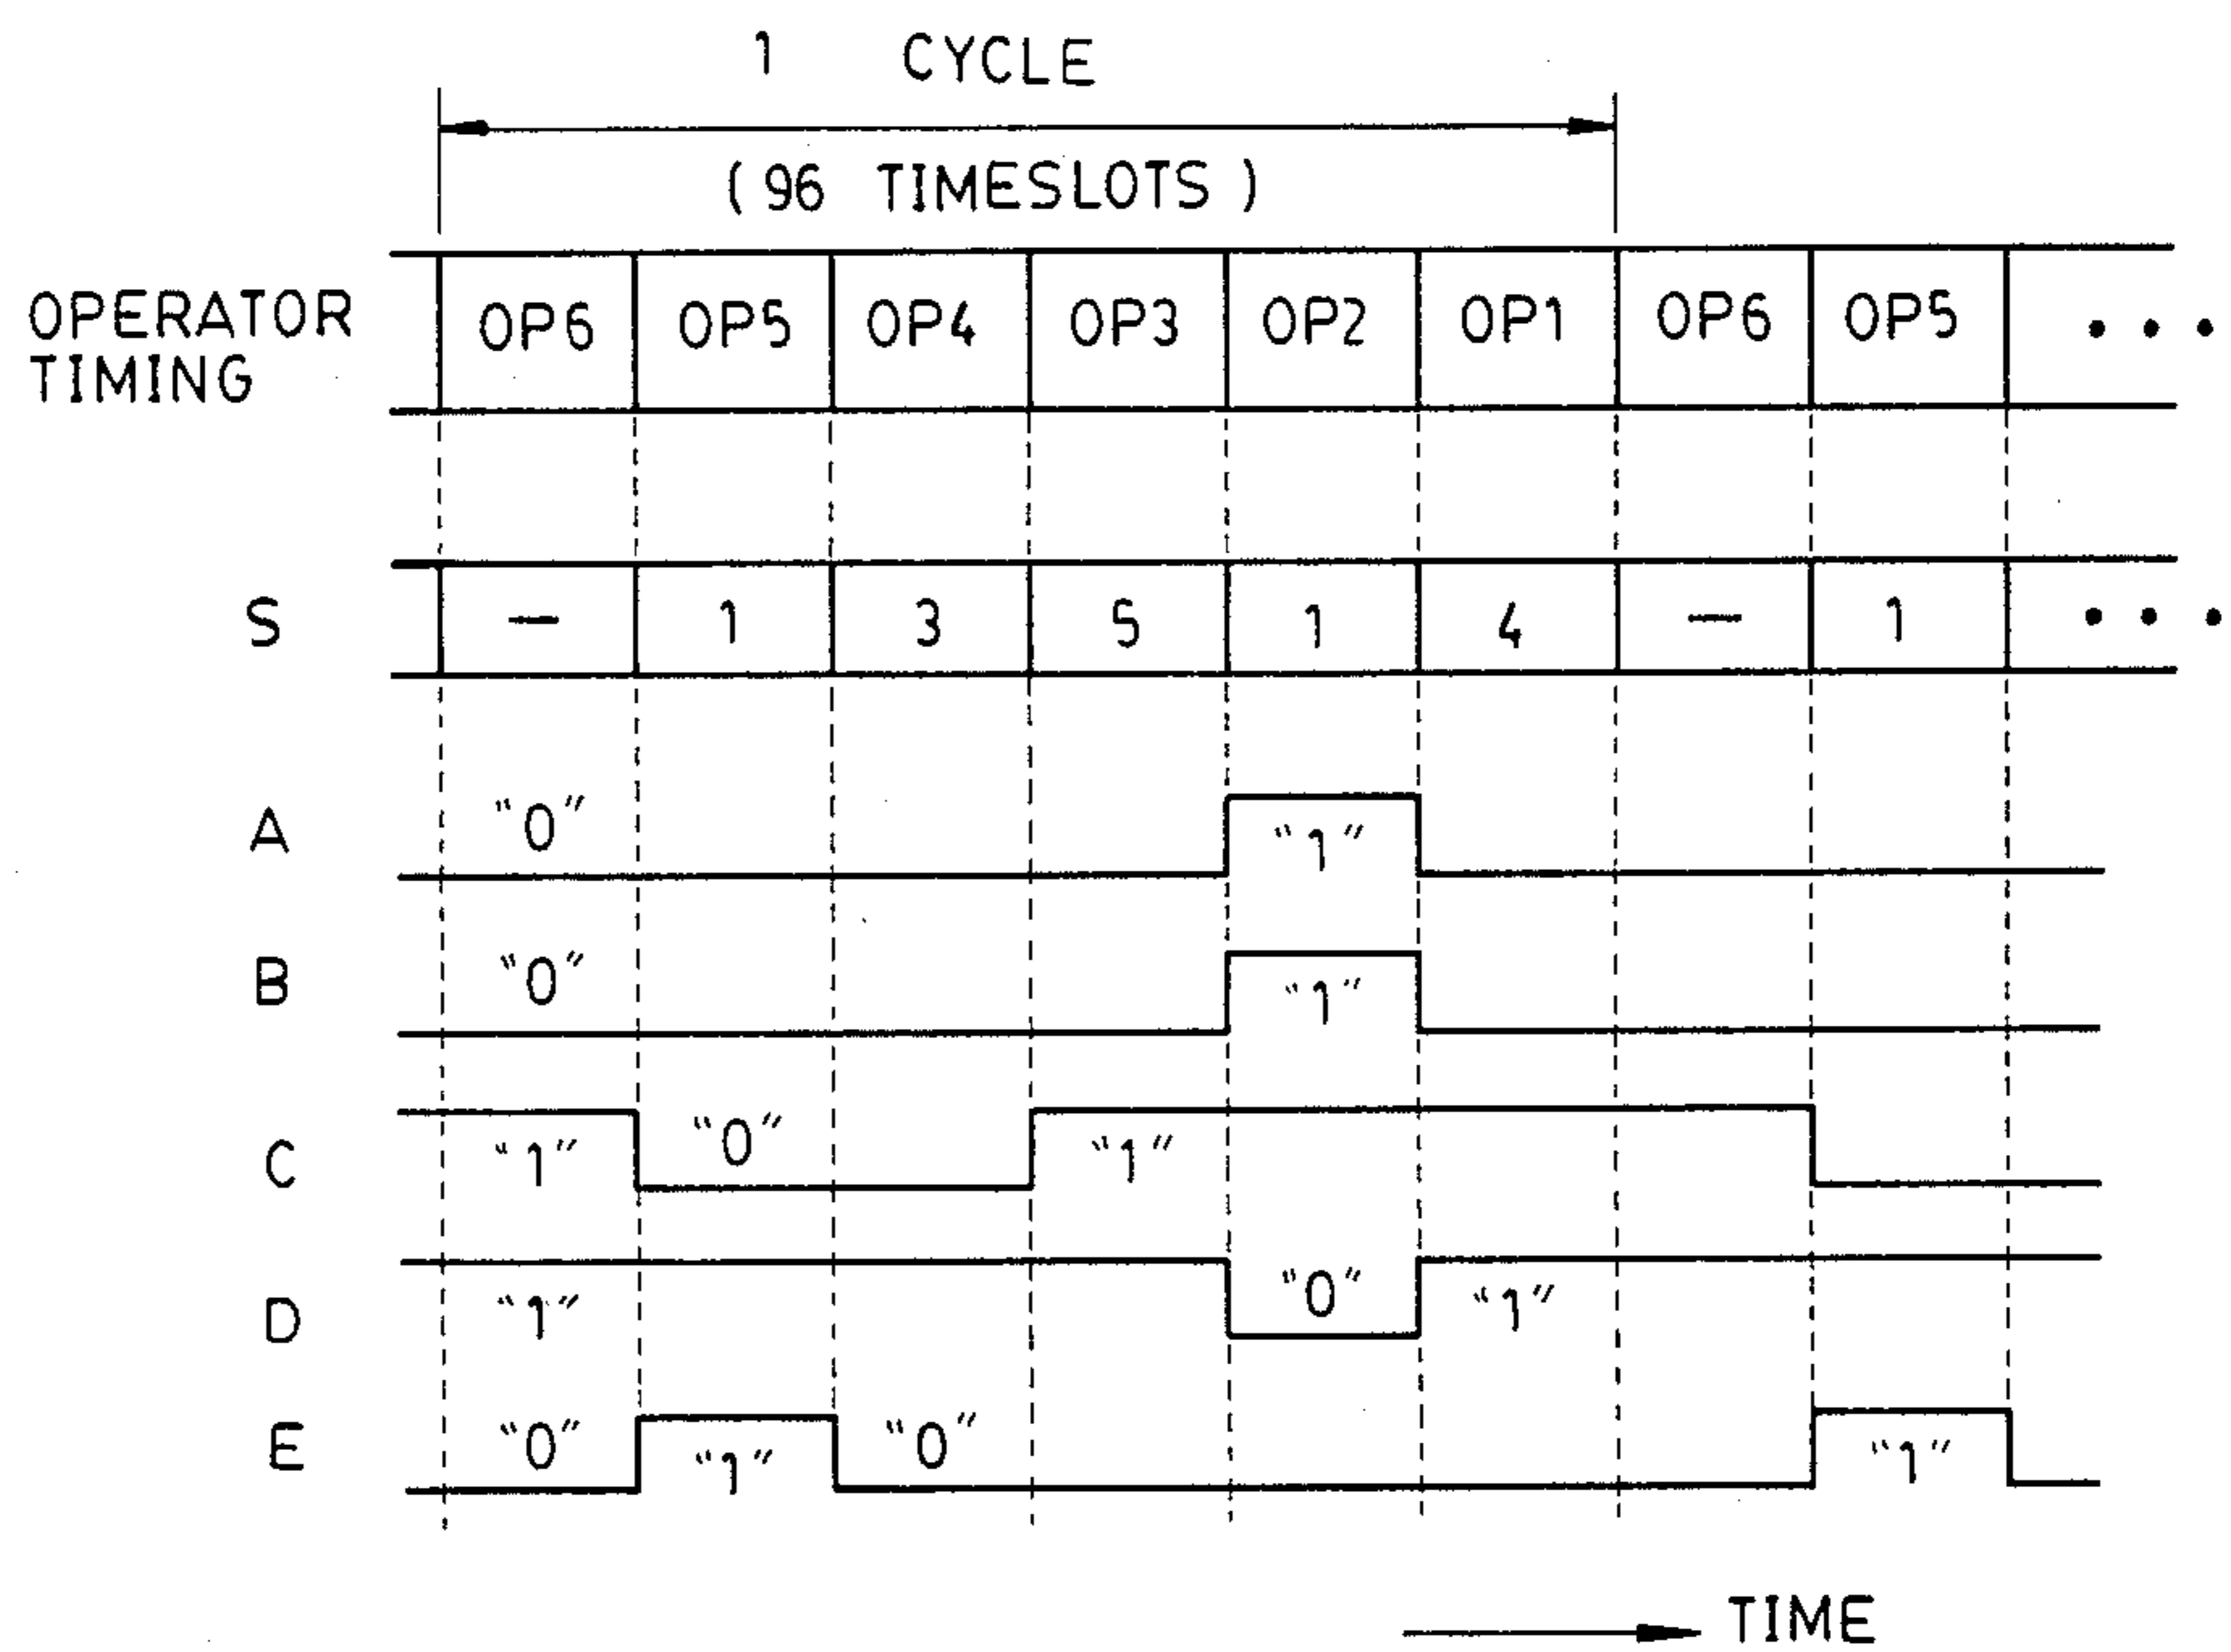 1 CYCLE
( 96 TIMESLOTS )
OPERATOR TIMING OP6 OP5 OP4 OP3 OP2 OP1 OP6 OP5 • • •
S — 1 3 5 1 4 — 1 • • •
A "0" "1"
B "0" "1"
C "1" "0" "1"
D "1" "0" "1"
E "0" "1" "0" "1"
TIME